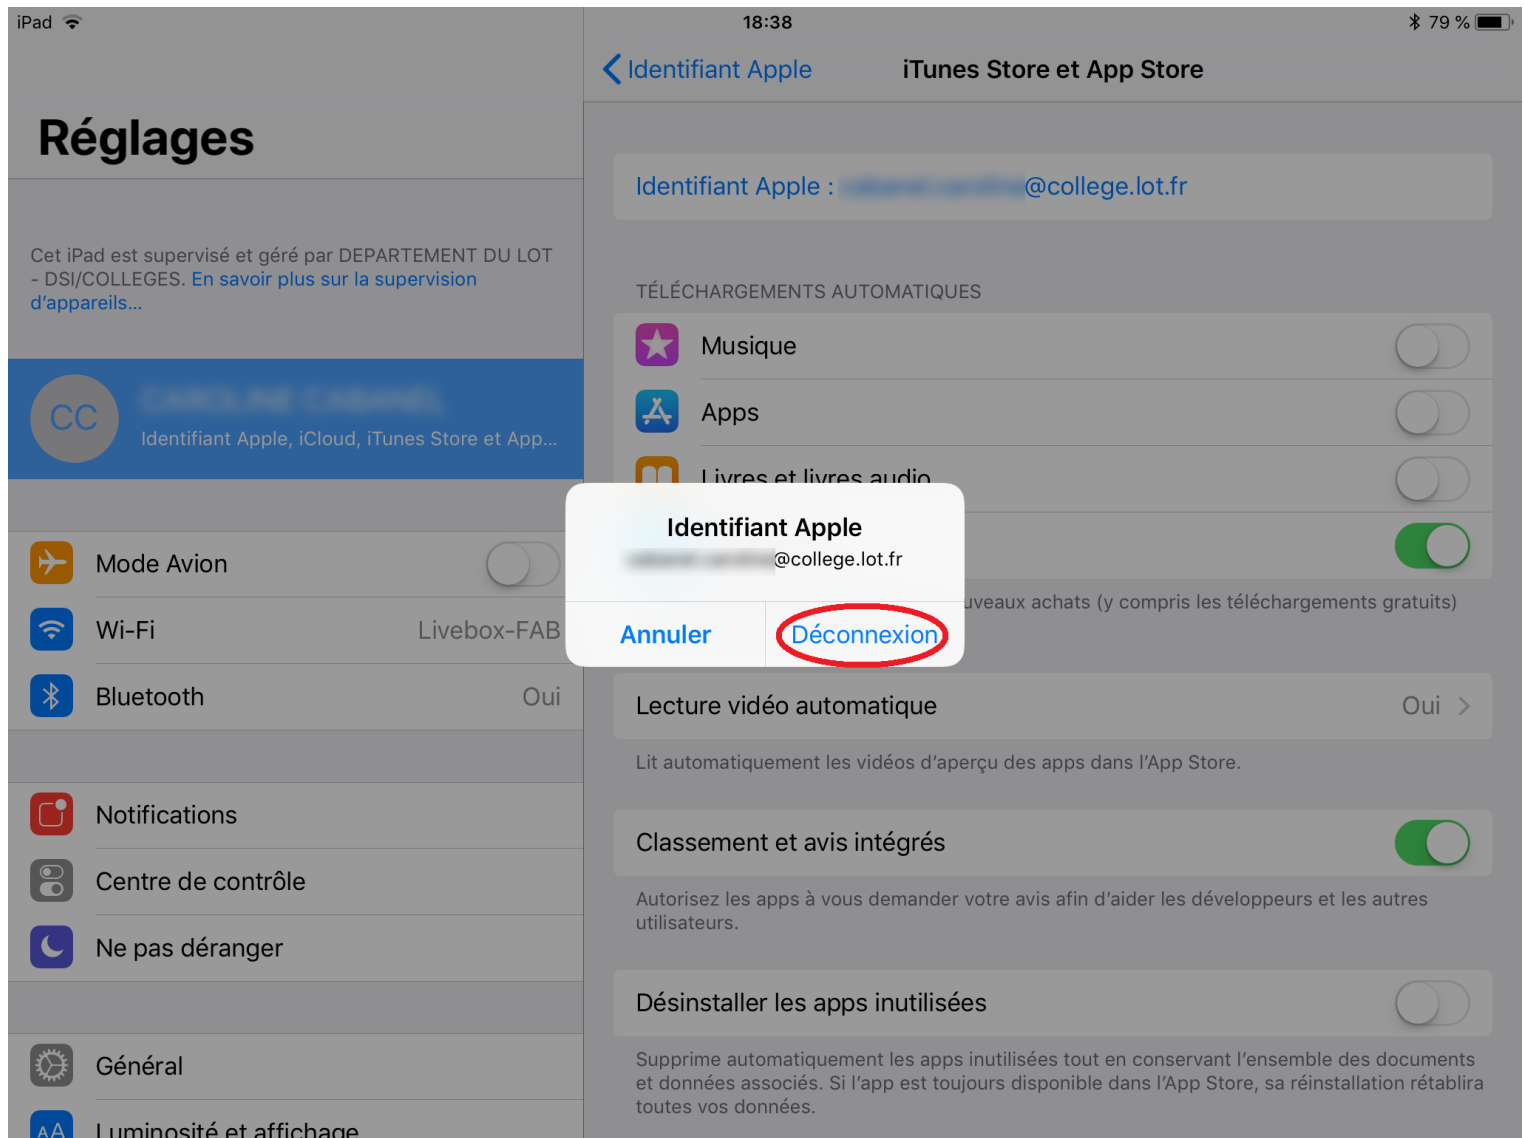 iPad
18:38
79 %
Identifiant Apple
iTunes Store et App Store
Réglages
Identifiant Apple : @college.lot.fr
Cet iPad est supervisé et géré par DEPARTEMENT DU LOT
- DSI/COLLEGES. En savoir plus sur la supervision
d’appareils...
CC
Identifiant Apple, iCloud, iTunes Store et App...
TÉLÉCHARGEMENTS AUTOMATIQUES
Musique
Apps
Livres et livres audio
Identifiant Apple
@college.lot.fr
Annuler
Déconnexion
Mode Avion
Wi-Fi
Livebox-FAB
Bluetooth
Oui
Notifications
Centre de contrôle
Ne pas déranger
Général
AA
Luminosité et affichage
achats (y compris les téléchargements gratuits)
Lecture vidéo automatique
Oui
Lit automatiquement les vidéos d’aperçu des apps dans l’App Store.
Classement et avis intégrés
Autorisez les apps à vous demander votre avis afin d’aider les développeurs et les autres
utilisateurs.
Désinstaller les apps inutilisées
Supprime automatiquement les apps inutilisées tout en conservant l’ensemble des documents
et données associés. Si l’app est toujours disponible dans l’App Store, sa réinstallation rétablira
toutes vos données.